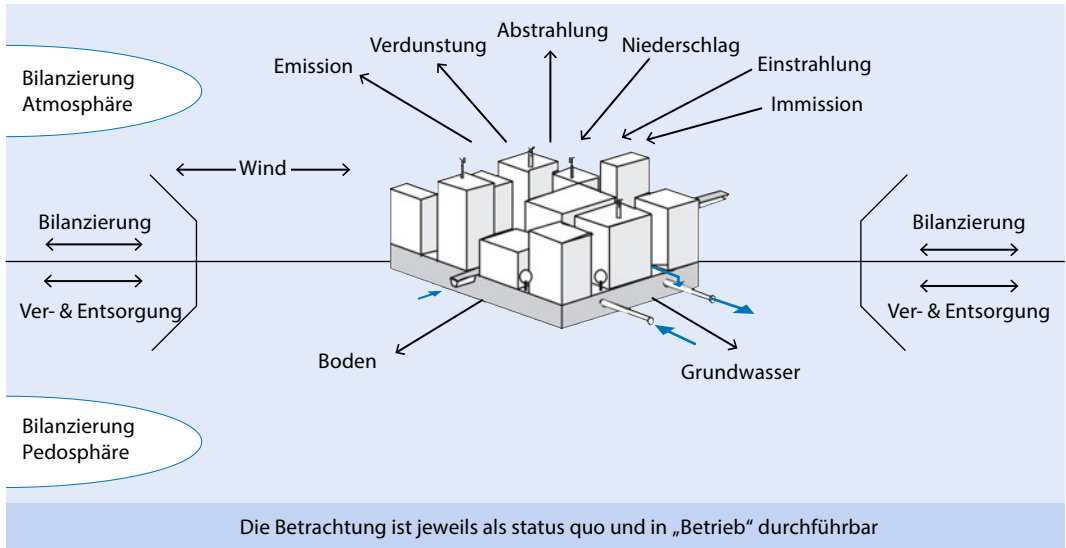 Abstrahlung
Verdunstung
Niederschlag
Emission
Einstrahlung
Immission
Bilanzierung
Atmosphäre
Wind
Bilanzierung
Ver- & Entsorgung
Bilanzierung
Ver- & Entsorgung
Boden
Grundwasser
Bilanzierung
Pedosphäre
Die Betrachtung ist jeweils als status quo und in „Betrieb“ durchführbar